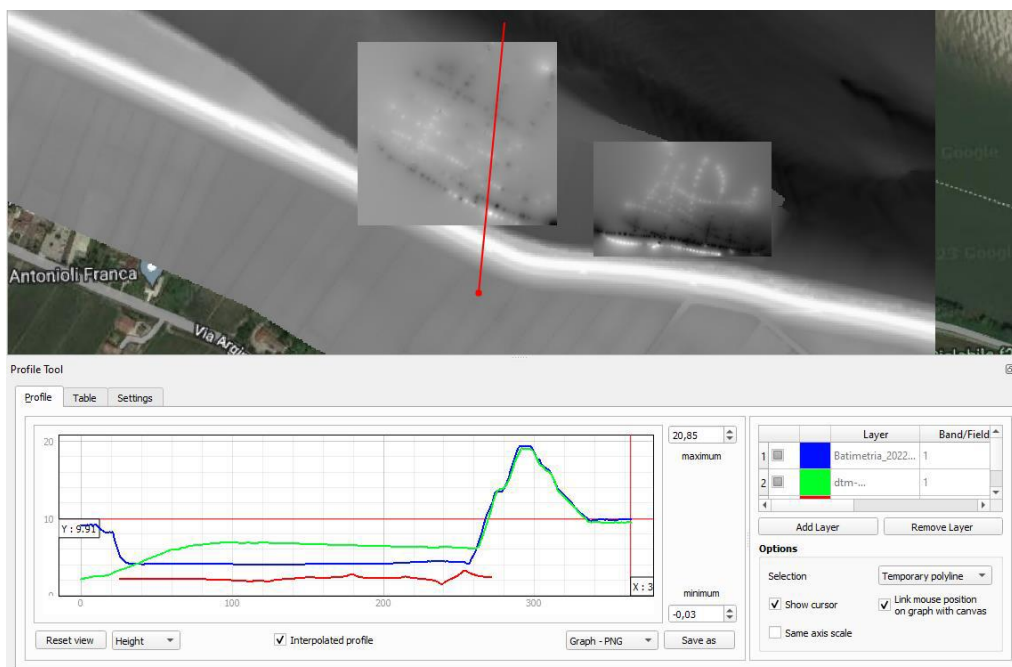 Google
23 Google
Antonioli Franca
Via Argin
Profile Tool
Profile
Table
Settings
20
10
0
Y : 9.91
X : 3
0
100
200
300
20,85
maximum
minimum
-0,03
Reset view
Height
Interpolated profile
Graph - PNG
Save as
Layer
Band/Field
1
Batimetria_2022...
1
2
dtm-...
1
Add Layer
Remove Layer
Options
Selection
Temporary polyline
Show cursor
Link mouse position
on graph with canvas
Same axis scale